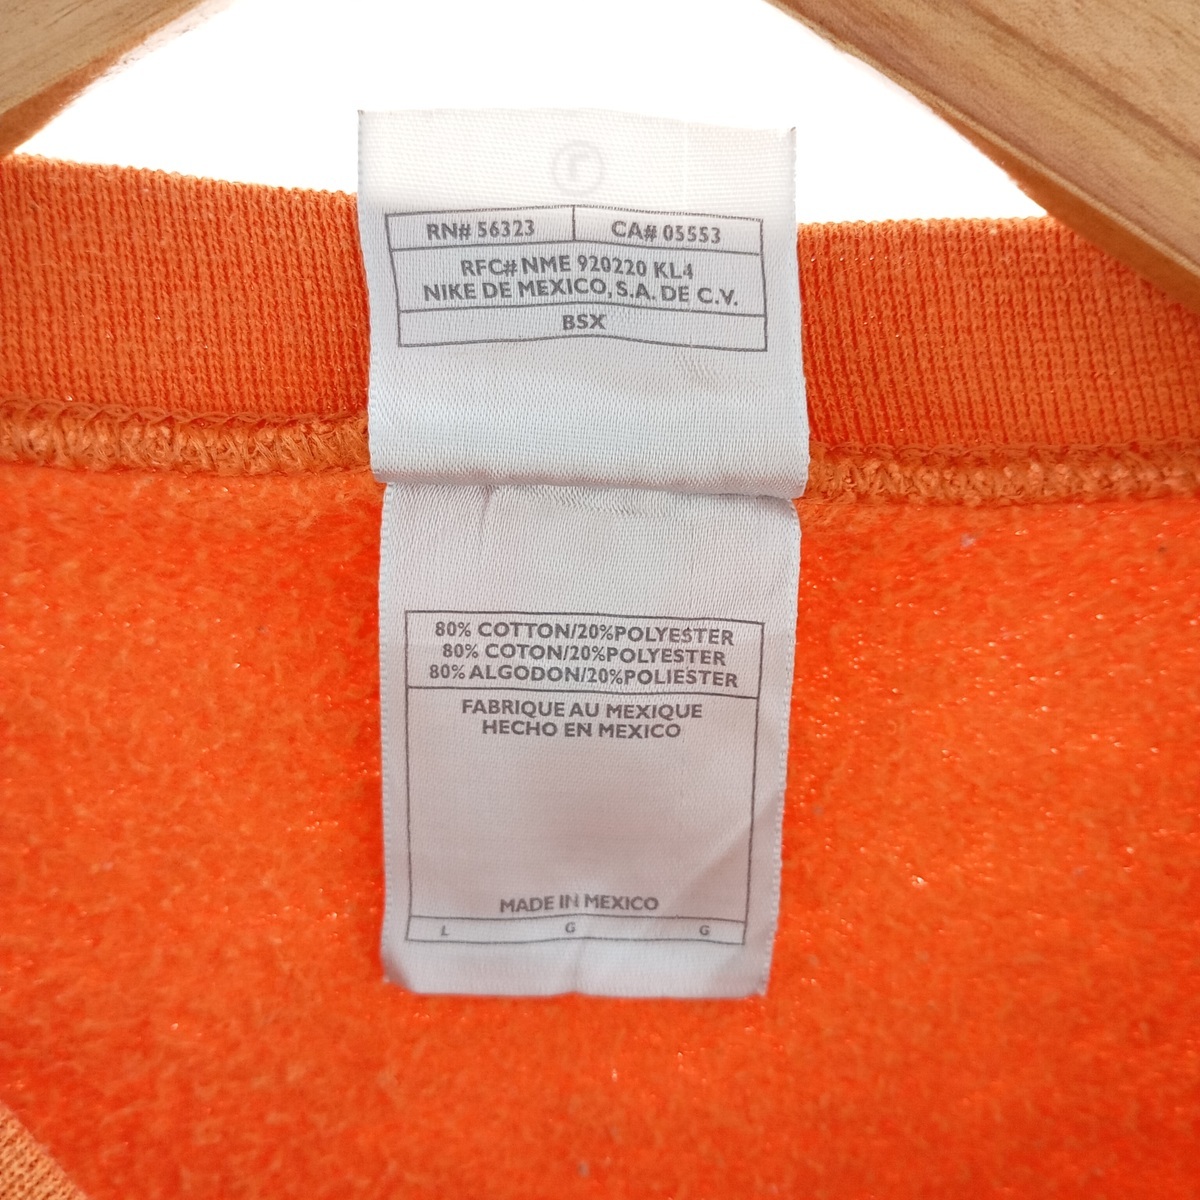 RN# 56323 CA# 05553
RFC# NME 920220 KL4
NIKE DE MEXICO, S.A. DE C.V.
BSX
80% COTTON/20%POLYESTER
80% COTON/20%POLYESTER
80% ALGODON/20%POLIESTER
FABRIQUE AU MEXIQUE
HECHO EN MEXICO
MADE IN MEXICO
L G G